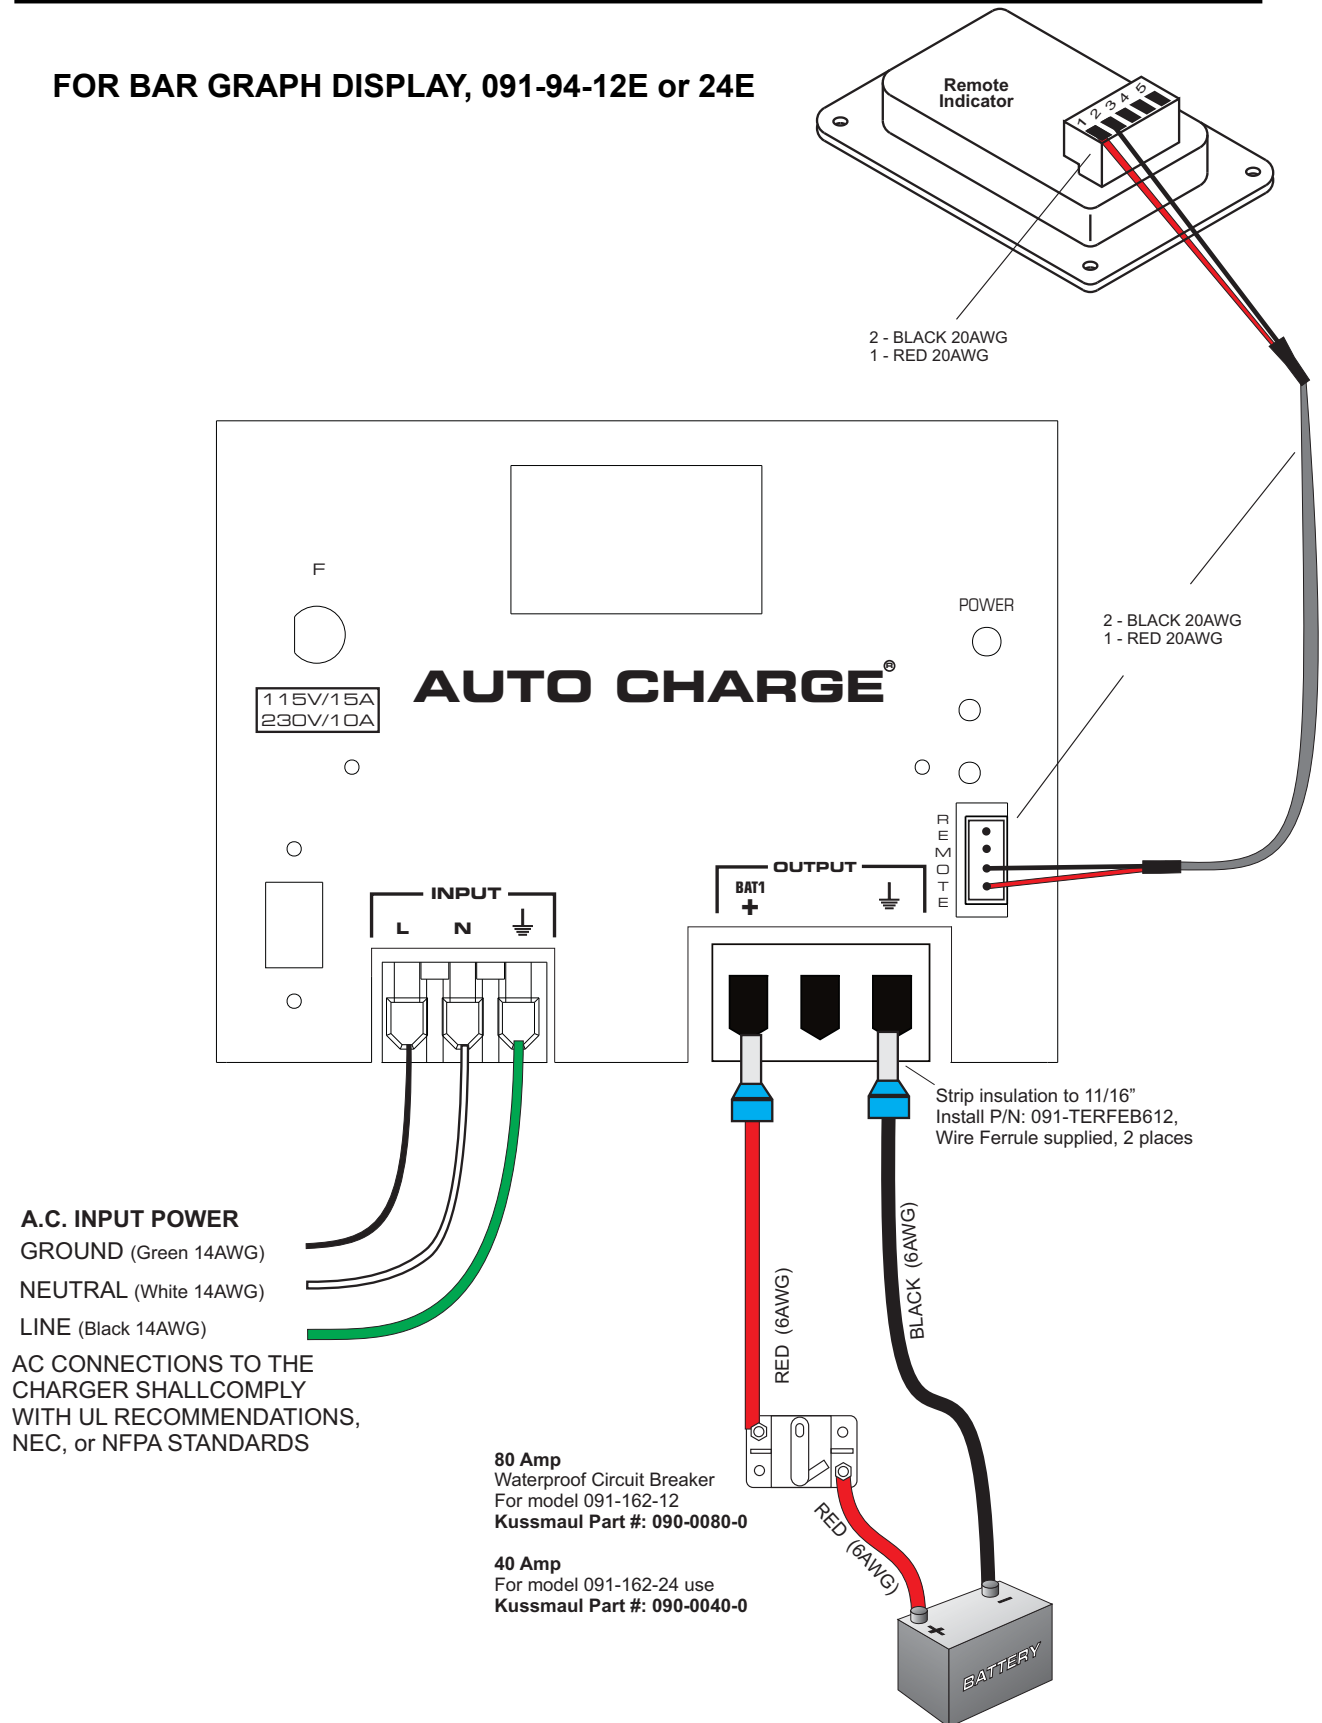 FOR BAR GRAPH DISPLAY, 091-94-12E or 24E
Remote
Indicator
1 2 3 4 5
2 - BLACK 20AWG
1 - RED 20AWG
F
POWER
2 - BLACK 20AWG
1 - RED 20AWG
AUTO CHARGE®
115V/15A
230V/10A
REMOTE
OUTPUT
BAT1
+
INPUT
L N
Strip insulation to 11/16”
Install P/N: 091-TERFEB612,
Wire Ferrule supplied, 2 places
A.C. INPUT POWER
GROUND (Green 14AWG)
NEUTRAL (White 14AWG)
LINE (Black 14AWG)
AC CONNECTIONS TO THE
CHARGER SHALLCOMPLY
WITH UL RECOMMENDATIONS,
NEC, or NFPA STANDARDS
RED (6AWG)
BLACK (6AWG)
80 Amp
Waterproof Circuit Breaker
For model 091-162-12
Kussmaul Part #: 090-0080-0
RED (6AWG)
40 Amp
For model 091-162-24 use
Kussmaul Part #: 090-0040-0
+ −
BATTERY